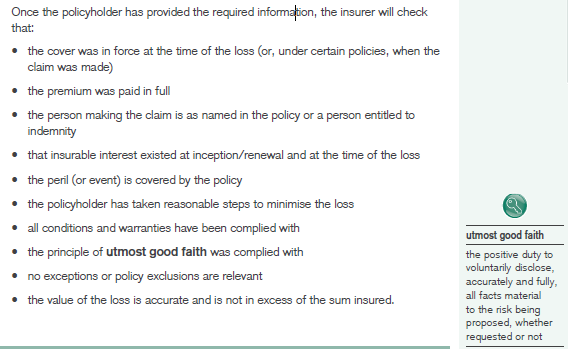 Once the policyholder has provided the required information, the insurer will check
that:
• the cover was in force at the time of the loss (or, under certain policies, when the
claim was made)
• the premium was paid in full
• the person making the claim is as named in the policy or a person entitled to
indemnity
• that insurable interest existed at inception/renewal and at the time of the loss
• the peril (or event) is covered by the policy
• the policyholder has taken reasonable steps to minimise the loss
• all conditions and warranties have been complied with
• the principle of utmost good faith was complied with
• no exceptions or policy exclusions are relevant
• the value of the loss is accurate and is not in excess of the sum insured.
utmost good faith
the positive duty to
voluntarily disclose,
accurately and fully,
all facts material
to the risk being
proposed, whether
requested or not